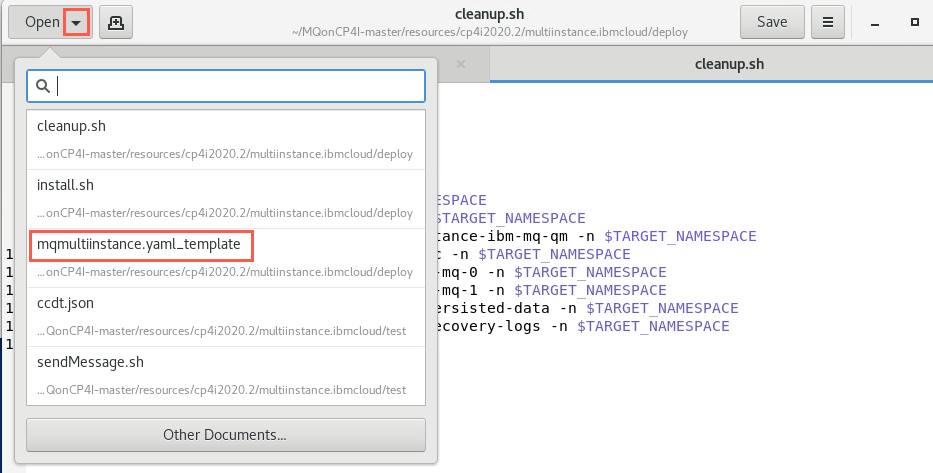 Open
cleanup.sh
~/MQonCP4I-master/resources/cp4i2020.2/multiinstance.ibmcloud/deploy
Save
cleanup.sh
cleanup.sh
...onCP4I-master/resources/cp4i2020.2/multiinstance.ibmcloud/deploy
install.sh
...onCP4I-master/resources/cp4i2020.2/multiinstance.ibmcloud/deploy
mqmultiinstance.yaml_template
...onCP4I-master/resources/cp4i2020.2/multiinstance.ibmcloud/deploy
ccdt.json
...QonCP4I-master/resources/cp4i2020.2/multiinstance.ibmcloud/test
sendMessage.sh
...QonCP4I-master/resources/cp4i2020.2/multiinstance.ibmcloud/test
Other Documents...
ESPACE
$TARGET_NAMESPACE
tance-ibm-mq-qm -n $TARGET_NAMESPACE
1
c -n $TARGET_NAMESPACE
1
-mq-0 -n $TARGET_NAMESPACE
1
-mq-1 -n $TARGET_NAMESPACE
1
ersisted-data -n $TARGET_NAMESPACE
1
ecovery-logs -n $TARGET_NAMESPACE
1